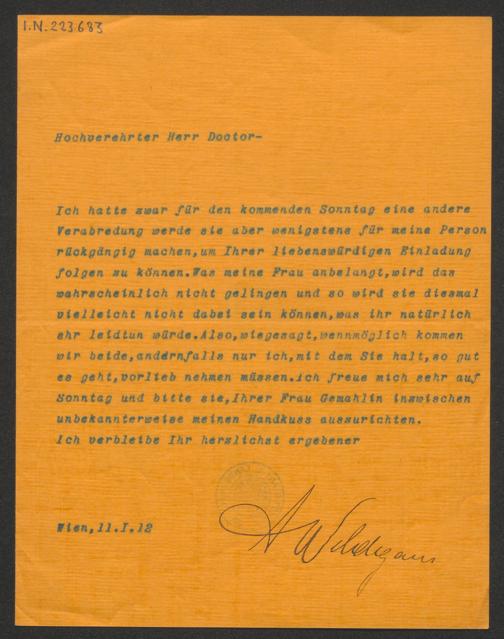 I.N. 223.683
Hochverehrter Herr Doctor-
Ich hatte zwar für den kommenden Sonntag eine andere
Verabredung werde sie aber wenigstens für meine Person
rückgängig machen,um Ihrer liebenswürdigen Einladung
folgen zu können.Was meine Frau anbelangt,wird das
wahrscheinlich nicht gelingen und so wird sie diesmal
vielleicht nicht dabei sein können,was ihr natürlich
shr leidtun würde.Also,wiegesagt,wennmöglich kommen
wir beide,andernfalls nur ich,mit dem Sie halt,so gut
es geht,vorlieb nehmen müssen.Ich freue mich sehr auf
Sonntag und bitte sie,Ihrer Frau Gemahlin inzwischen
unbekannterweise meinen Handkuss auszurichten.
Ich verbleibe Ihr herzlichst ergebener
Wien,11.I.12
A Wildgans